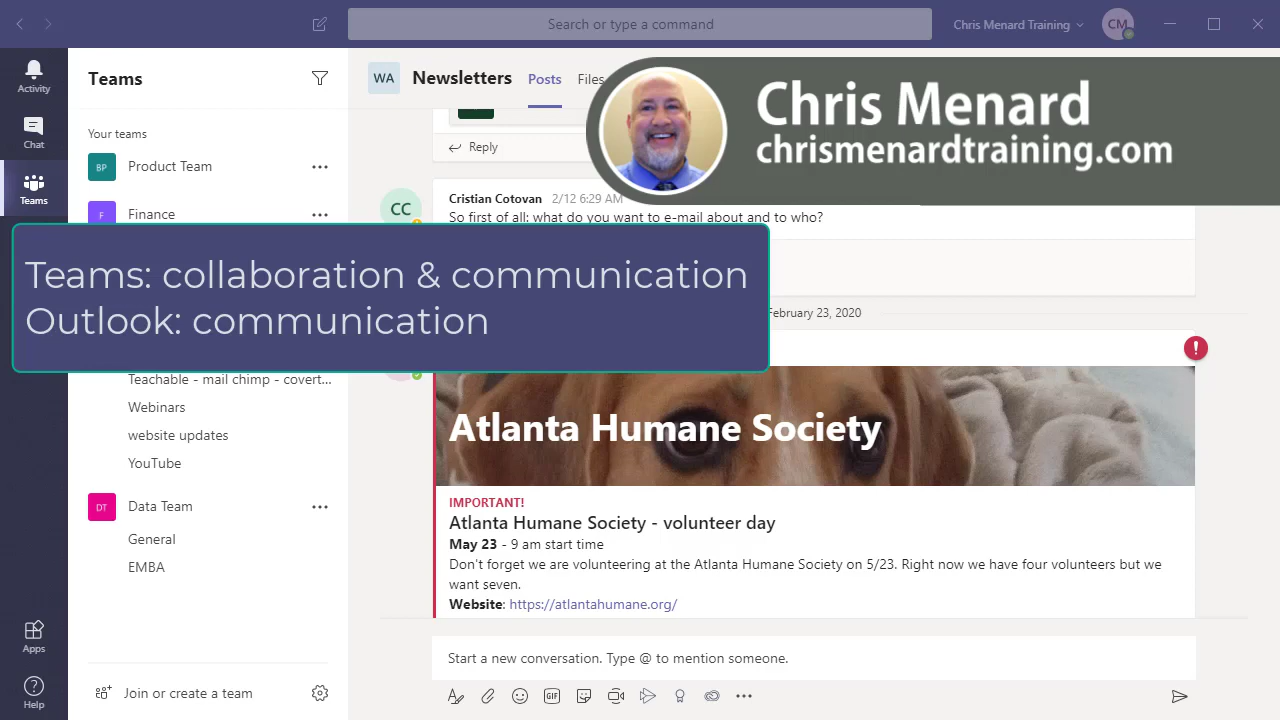 Search or type a command
Chris Menard Training
CM
Activity
Chat
Teams
Apps
Help
Teams
Your teams
BP Product Team
F Finance
Teachable - mail chimp - covert...
Webinars
website updates
YouTube
DT Data Team
General
EMBA
Join or create a team
WA Newsletters Posts Files
Chris Menard
chrismenardtraining.com
Reply
CC
Cristian Cotovan 2/12 6:29 AM
So first of all: what do you want to e-mail about and to who?
Teams: collaboration & communication
Outlook: communication
February 23, 2020
!
Atlanta Humane Society
IMPORTANT!
Atlanta Humane Society - volunteer day
May 23 - 9 am start time
Don't forget we are volunteering at the Atlanta Humane Society on 5/23. Right now we have four volunteers but we
want seven.
Website: https://atlantahumane.org/
Start a new conversation. Type @ to mention someone.
GIF